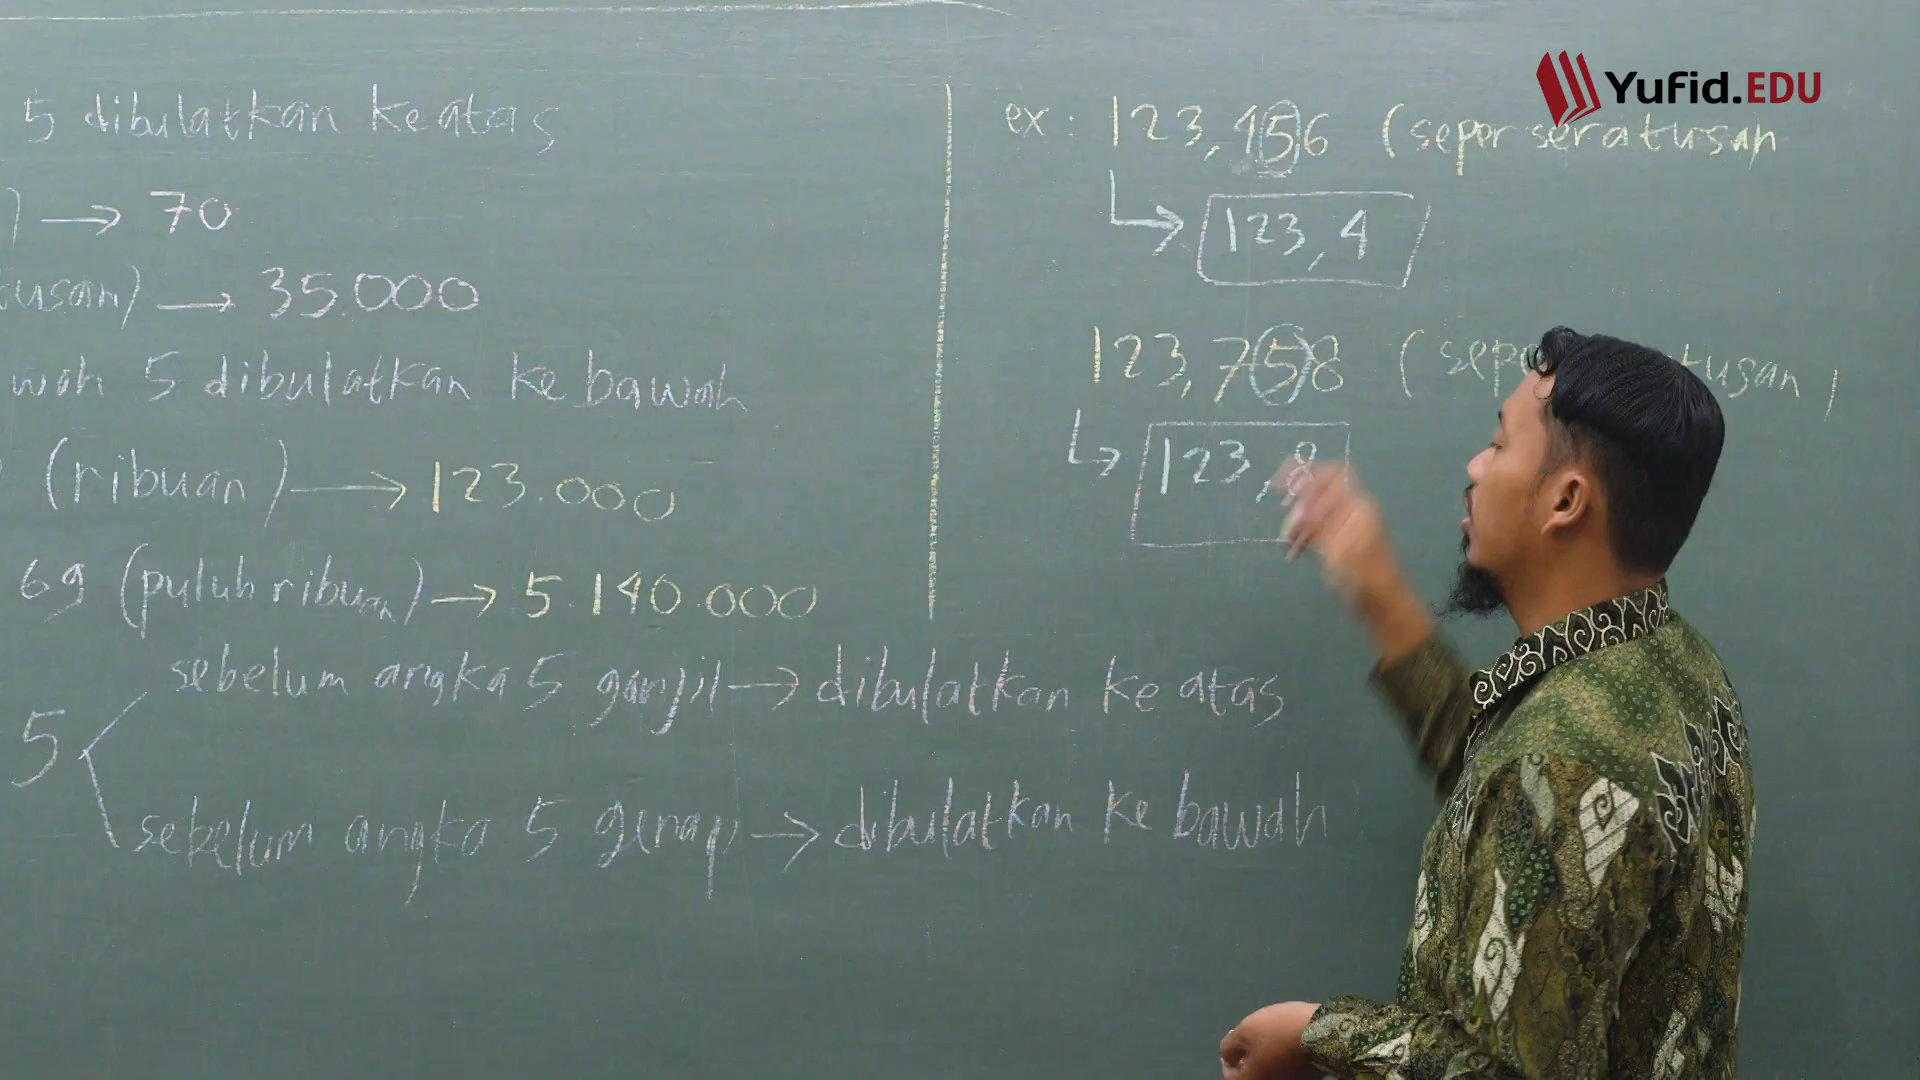 Yufid.EDU
5 dibulatkan ke atas
) → 70
usan) → 35.000
wah 5 dibulatkan ke bawah
(ribuan) → 123.000
69 (puluh ribuan) → 5.140.000
5
sebelum angka 5 ganjil → dibulatkan ke atas
sebelum angka 5 genap → dibulatkan ke bawah
ex: 123,456 (seper seratusan
123,4
123,758 (sepe tusan)
123,8